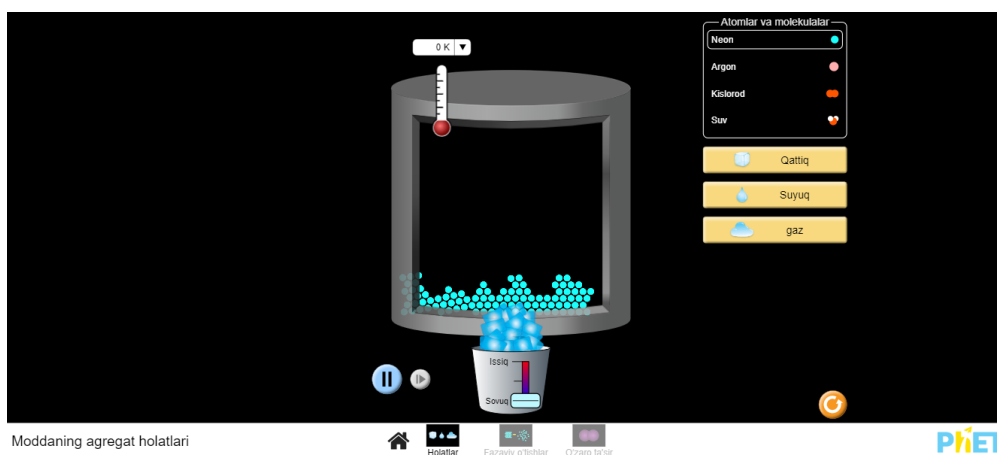 0 K
Atomlar va molekulalar
Neon
Argon
Kislorod
Suv
Qattiq
Suyuq
gaz
Issiq
Sovuq
Moddaning agregat holatlari
Holatlar
Fazaviy o'tishlar
O'zaro ta'sir
PhET